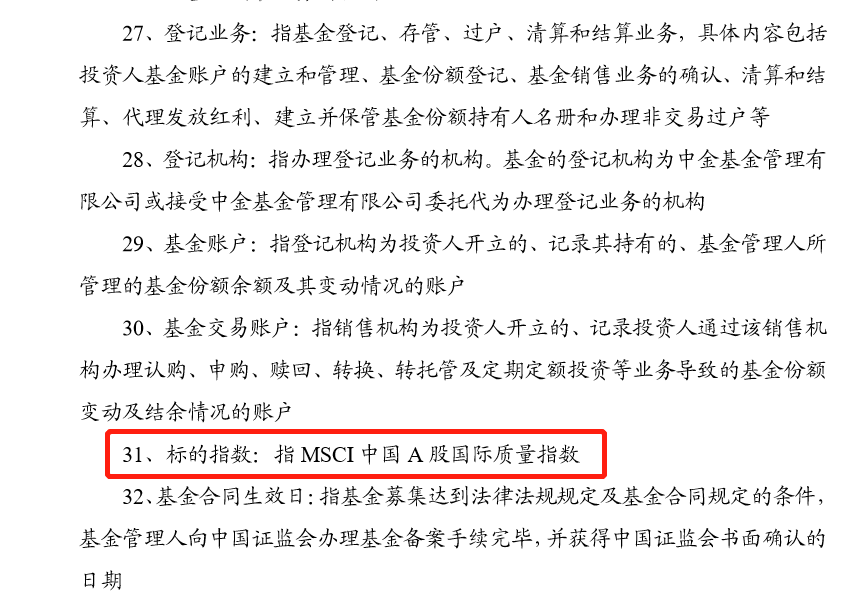 27、登记业务：指基金登记、存管、过户、清算和结算业务，具体内容包括
投资人基金账户的建立和管理、基金份额登记、基金销售业务的确认、清算和结
算、代理发放红利、建立并保管基金份额持有人名册和办理非交易过户等
28、登记机构：指办理登记业务的机构。基金的登记机构为中金基金管理有
限公司或接受中金基金管理有限公司委托代为办理登记业务的机构
29、基金账户：指登记机构为投资人开立的、记录其持有的、基金管理人所
管理的基金份额余额及其变动情况的账户
30、基金交易账户：指销售机构为投资人开立的、记录投资人通过该销售机
构办理认购、申购、赎回、转换、转托管及定期定额投资等业务导致的基金份额
变动及结余情况的账户
31、标的指数：指 MSCI 中国 A 股国际质量指数
32、基金合同生效日：指基金募集达到法律法规规定及基金合同规定的条件，
基金管理人向中国证监会办理基金备案手续完毕，并获得中国证监会书面确认的
日期